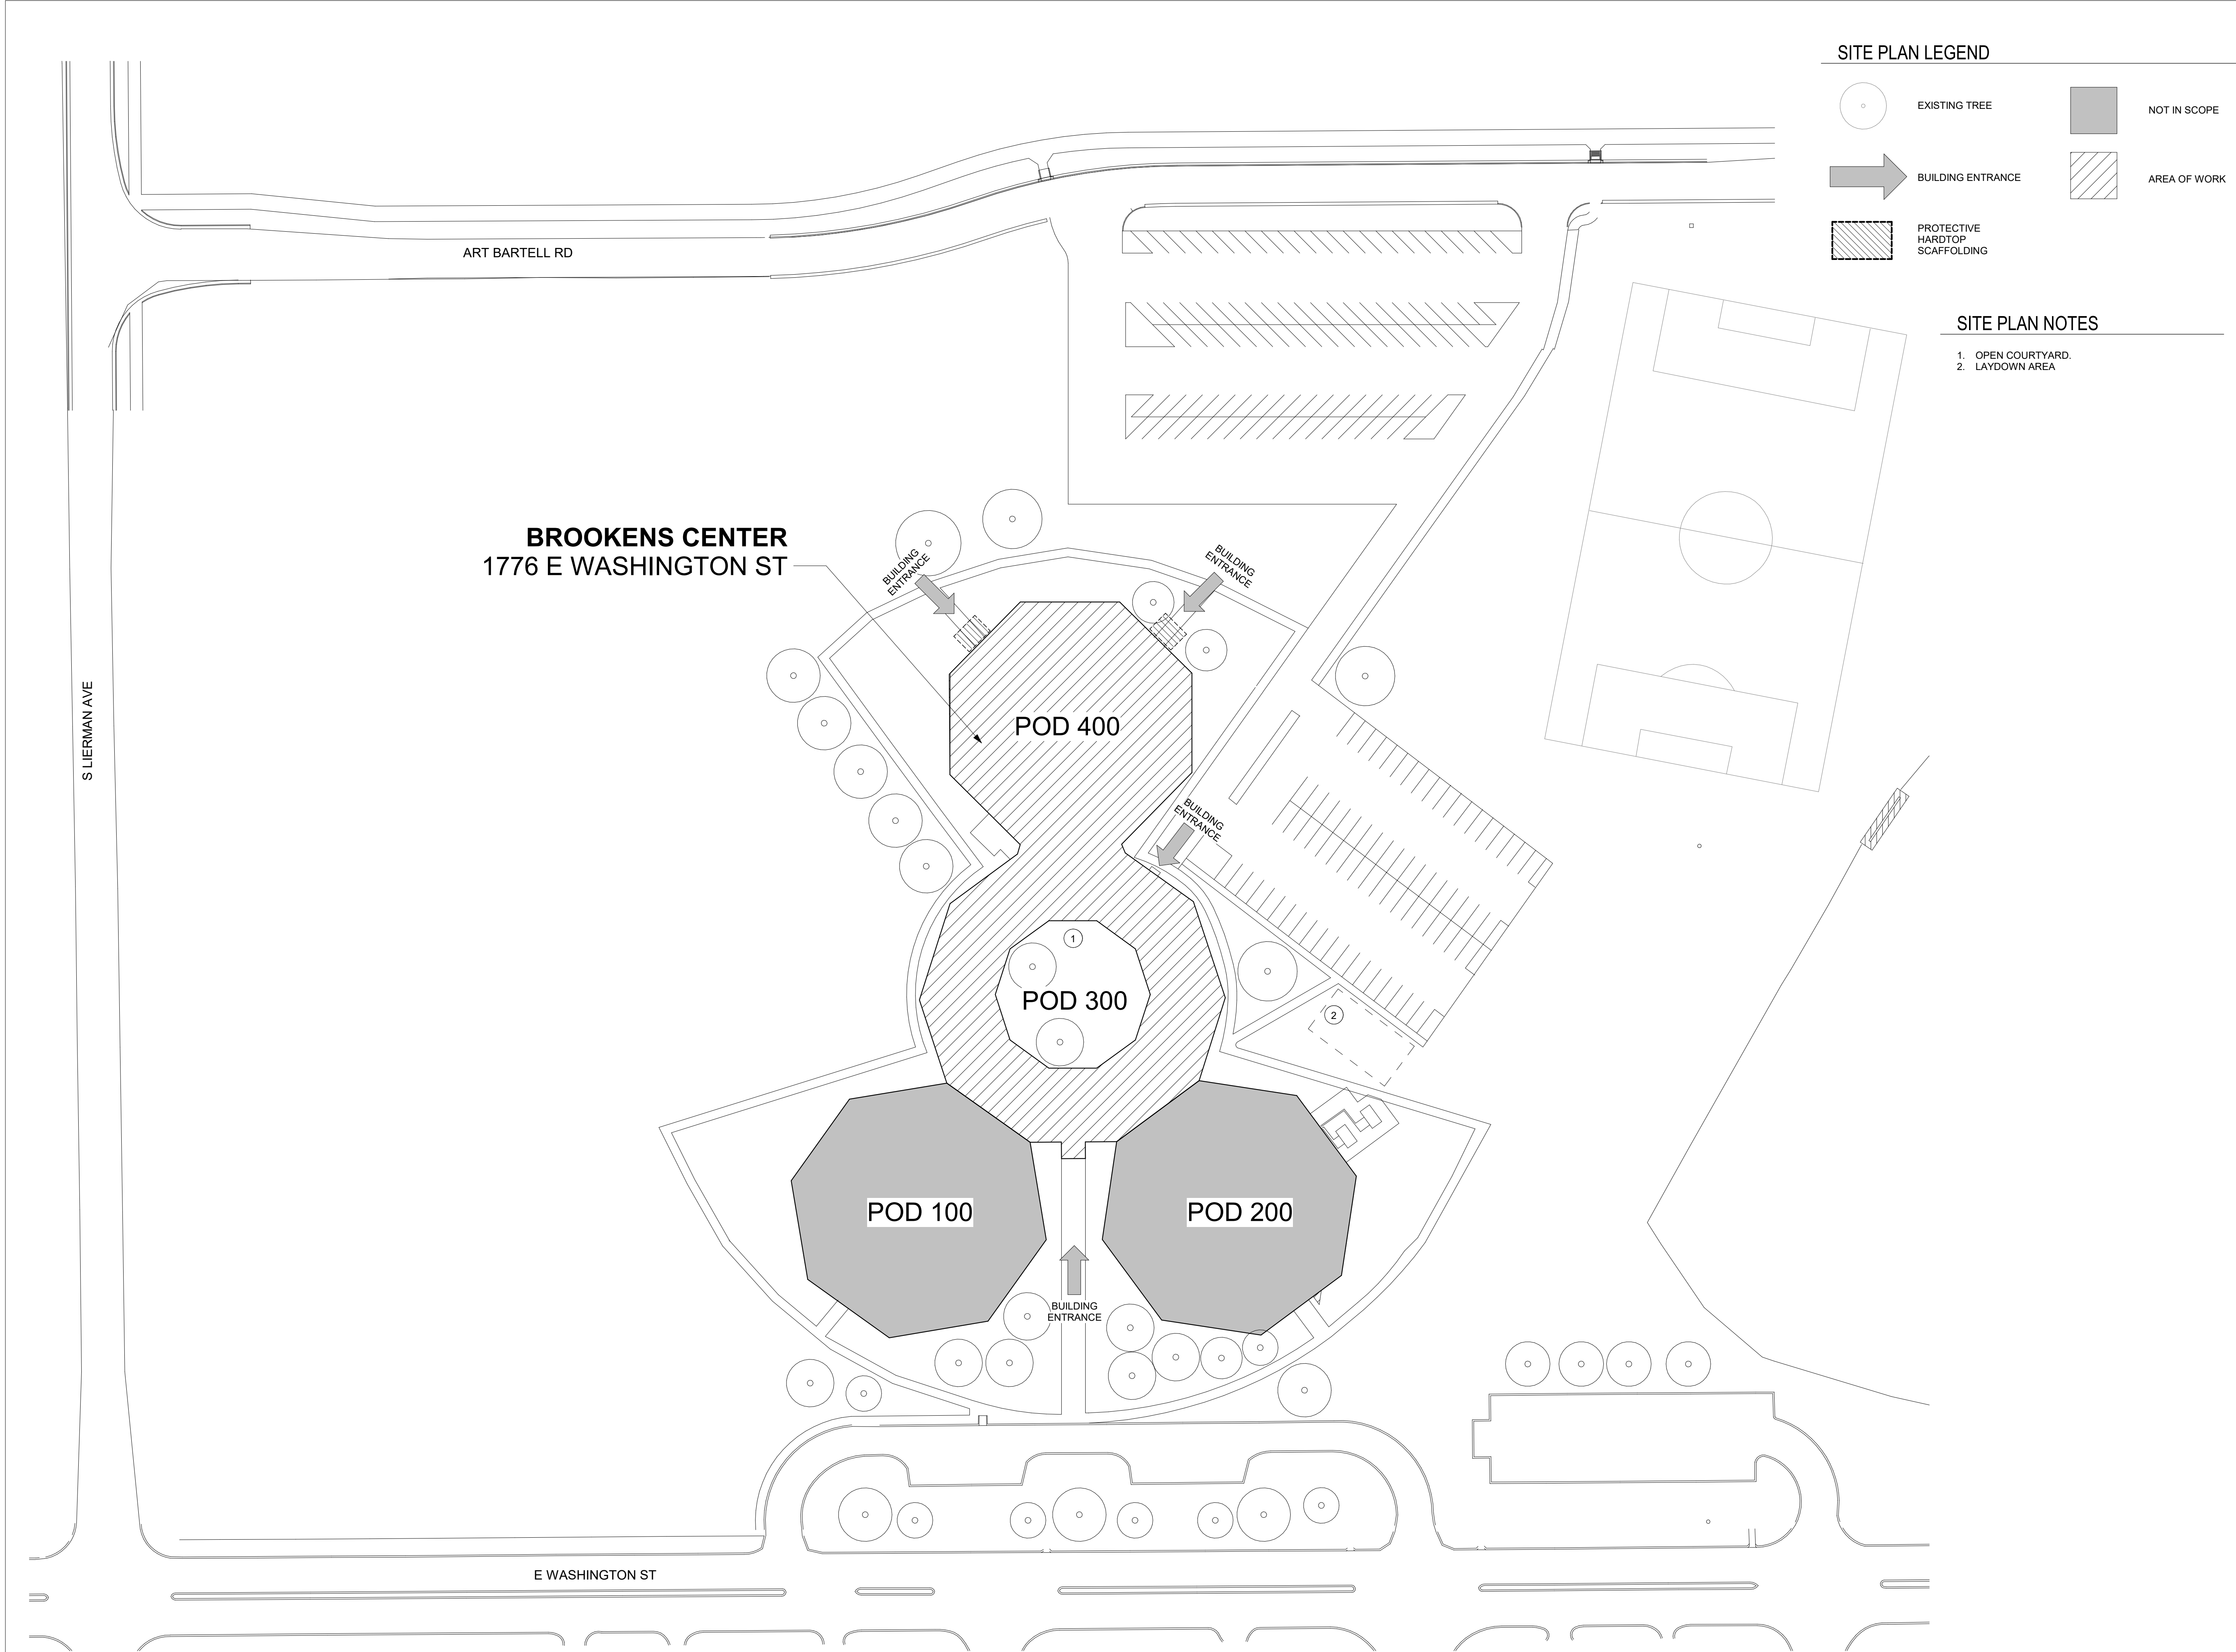 SITE PLAN LEGEND
EXISTING TREE
NOT IN SCOPE
BUILDING ENTRANCE
AREA OF WORK
PROTECTIVE
HARDTOP
SCAFFOLDING
SITE PLAN NOTES
1. OPEN COURTYARD.
2. LAYDOWN AREA
ART BARTELL RD
BROOKENS CENTER
1776 E WASHINGTON ST
BUILDING
ENTRANCE
BUILDING
ENTRANCE
S LIERMAN AVE
POD 400
BUILDING
ENTRANCE
1
POD 300
2
POD 100
POD 200
BUILDING
ENTRANCE
E WASHINGTON ST